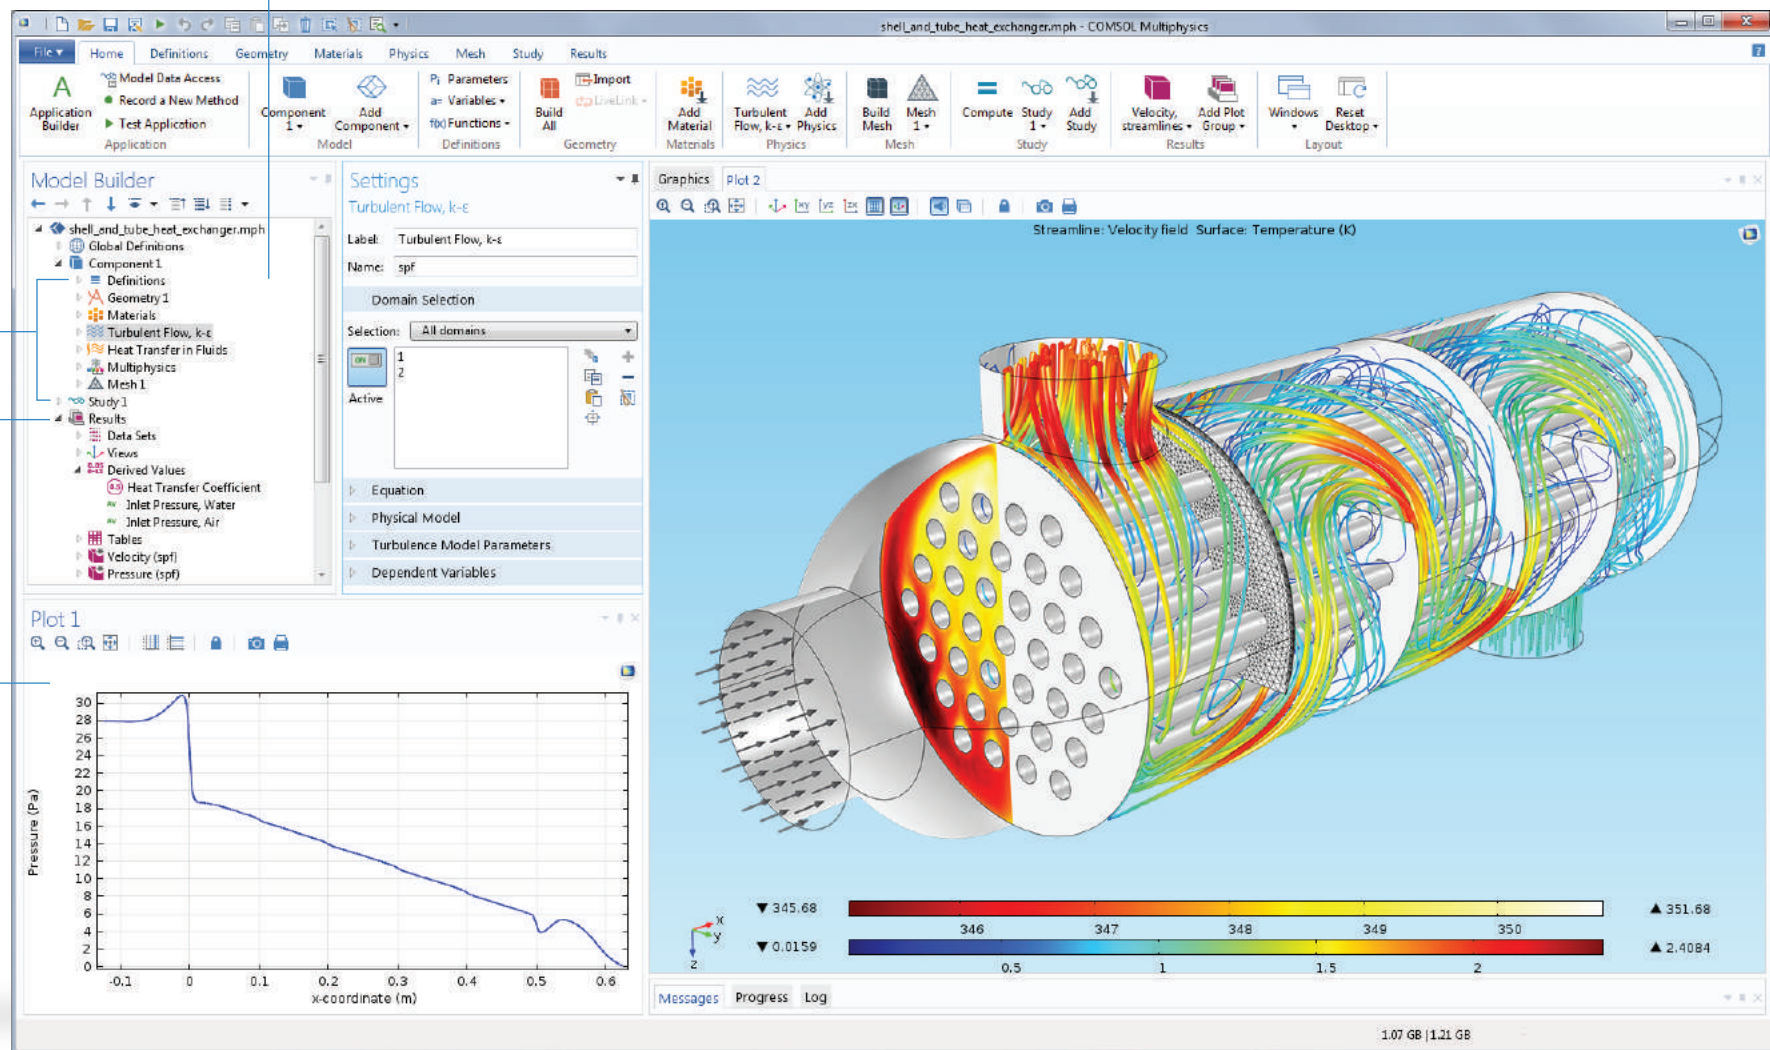 shell_and_tube_heat_exchanger.mph - COMSOL Multiphysics
File Home Definitions Geometry Materials Physics Mesh Study Results
A
Application Builder
Model Data Access
Record a New Method
Test Application
Application
Component 1
Add Component
Model
Pi Parameters
a= Variables
f(x) Functions
Definitions
Build All
Import
LiveLink
Geometry
Add Material
Materials
Turbulent Flow, k-ε
Add Physics
Physics
Build Mesh
Mesh 1
Mesh
Compute
Study 1
Add Study
Study
Velocity, streamlines
Add Plot Group
Results
Windows
Reset Desktop
Layout
Model Builder
shell_and_tube_heat_exchanger.mph
Global Definitions
Component 1
Definitions
Geometry 1
Materials
Turbulent Flow, k-ε
Heat Transfer in Fluids
Multiphysics
Mesh 1
Study 1
Results
Data Sets
Views
Derived Values
Heat Transfer Coefficient
Inlet Pressure, Water
Inlet Pressure, Air
Tables
Velocity (spf)
Pressure (spf)
Settings
Turbulent Flow, k-ε
Label: Turbulent Flow, k-ε
Name: spf
Domain Selection
Selection: All domains
ON
Active
1
2
Equation
Physical Model
Turbulence Model Parameters
Dependent Variables
Plot 1
Pressure (Pa)
30
28
26
24
22
20
18
16
14
12
10
8
6
4
2
0
-0.1 0 0.1 0.2 0.3 0.4 0.5 0.6
x-coordinate (m)
Graphics Plot 2
xy yz zx
Streamline: Velocity field Surface: Temperature (K)
x
y
z
▼ 345.68 ▲ 351.68
346 347 348 349 350
▼ 0.0159 ▲ 2.4084
0.5 1 1.5 2
Messages Progress Log
1.07 GB | 1.21 GB